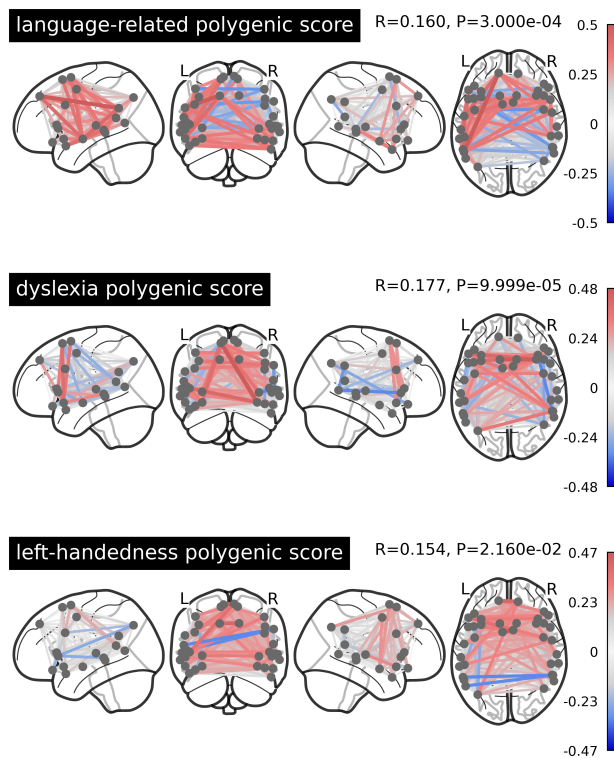 language-related polygenic score
R=0.160, P=3.000e-04
0.5
L R L R
0.25
0
-0.25
-0.5
dyslexia polygenic score
R=0.177, P=9.999e-05
0.48
L R L R
0.24
0
-0.24
-0.48
left-handedness polygenic score
R=0.154, P=2.160e-02
0.47
L R L R
0.23
0
-0.23
-0.47